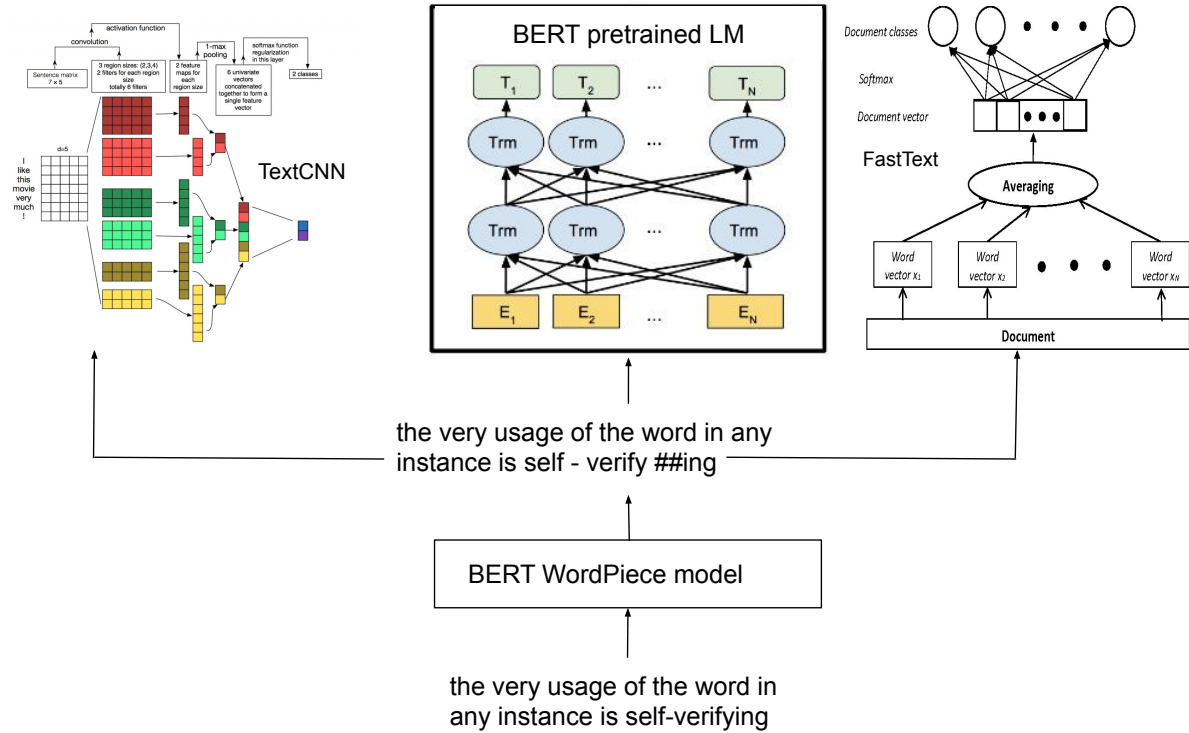 activation function
convolution
1-max
pooling
softmax function
regularization
in this layer
Sentence matrix
7 × 5
3 region sizes: (2,3,4)
2 filters for each region
size
totally 6 filters
2 feature
maps for
each
region size
6 univariate
vectors
concatenated
together to form a
single feature
vector
2 classes
d=5
I
like
this
movie
very
much
!
TextCNN
BERT pretrained LM
T1 T2 ... TN
Trm Trm ... Trm
Trm Trm ... Trm
E1 E2 ... EN
Document classes
Softmax
Document vector
FastText
Averaging
Word
vector x1
Word
vector x2
Word
vector xN
Document
the very usage of the word in any
instance is self - verify ##ing
BERT WordPiece model
the very usage of the word in
any instance is self-verifying